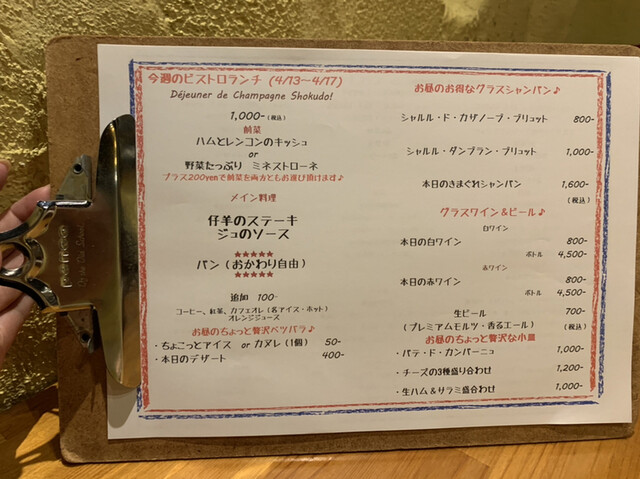 今週のビストロランチ (4/13〜4/17)
Déjeuner de Champagne Shokudo!
1,000-(税込)
前菜
ハムとレンコンのキッシュ
or
野菜たっぷり ミネストローネ
プラス200yenで前菜を両方ともお選び頂けます♪
メイン料理
仔羊のステーキ
ジュのソース
★★★★★
パン（おかわり自由）
★★★★★
追加 100-
コーヒー、紅茶、カフェオレ（各アイス・ホット）
オレンジジュース
お昼のちょっと贅沢ベツバラ♪
・ちょこっとアイス or カヌレ（1個） 50-
・本日のデザート 400-
お昼のお得なグラスシャンパン♪
シャルル・ド・カザノーブ・ブリュット 800-
シャルル・ダンブラン・ブリュット 1,000-
本日のきまぐれシャンパン 1,600-
(税込)
グラスワイン&ビール♪
白ワイン
本日の白ワイン 800-
ボトル 4,500-
赤ワイン
本日の赤ワイン 800-
ボトル 4,500-
生ビール 700-
(プレミアムモルツ・香るエール) (税込)
お昼のちょっと贅沢な小皿
・パテ・ド・カンパーニュ 1,000-
・チーズの3種盛り合わせ 1,200-
・生ハム&サラミ盛合わせ 1,000-